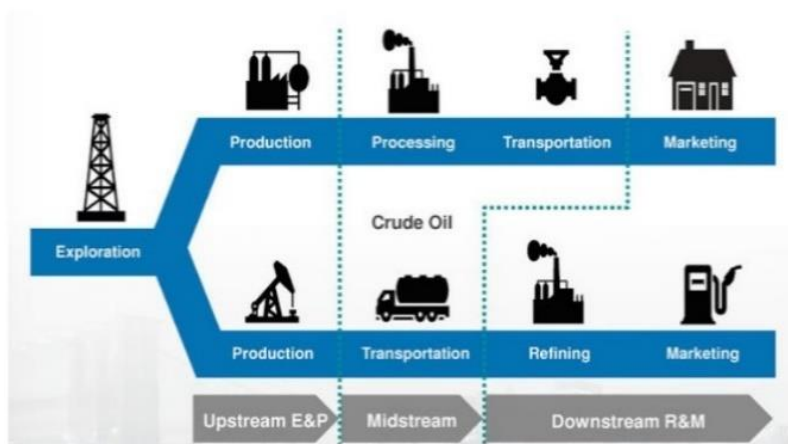 Production
Processing
Transportation
Marketing
Exploration
Crude Oil
Production
Transportation
Refining
Marketing
Upstream E&P
Midstream
Downstream R&M